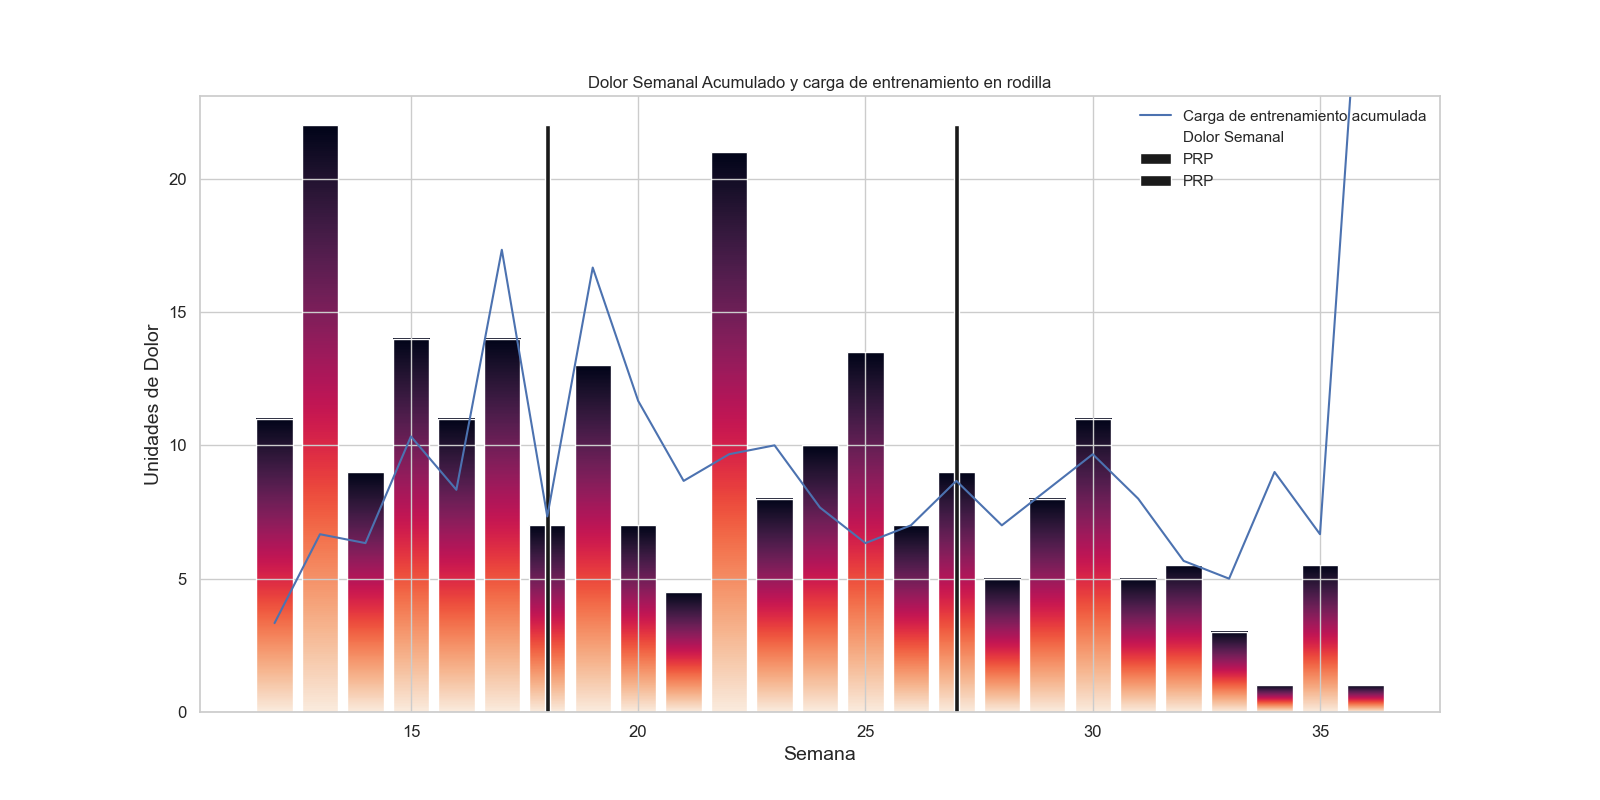 Dolor Semanal Acumulado y carga de entrenamiento en rodilla
Carga de entrenamiento acumulada
Dolor Semanal
PRP
PRP
Unidades de Dolor
20
15
10
5
0
15 20 25 30 35
Semana